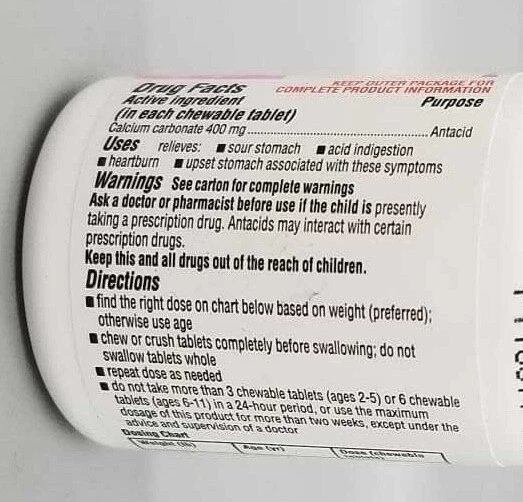 KEEP OUTER PACKAGE FOR
COMPLETE PRODUCT INFORMATION
Drug Facts
Active ingredient Purpose
(in each chewable tablet)
Calcium carbonate 400 mg.................................................. Antacid
Uses relieves: ■ sour stomach ■ acid indigestion
■ heartburn ■ upset stomach associated with these symptoms
Warnings See carton for complete warnings
Ask a doctor or pharmacist before use if the child is presently
taking a prescription drug. Antacids may interact with certain
prescription drugs.
Keep this and all drugs out of the reach of children.
Directions
■ find the right dose on chart below based on weight (preferred);
otherwise use age
■ chew or crush tablets completely before swallowing; do not
swallow tablets whole
■ repeat dose as needed
■ do not take more than 3 chewable tablets (ages 2-5) or 6 chewable
tablets (ages 6-11) in a 24-hour period, or use the maximum
dosage of this product for more than two weeks, except under the
advice and supervision of a doctor
Dosing Chart
Weight (lb) Age (yr) Dose (chewable